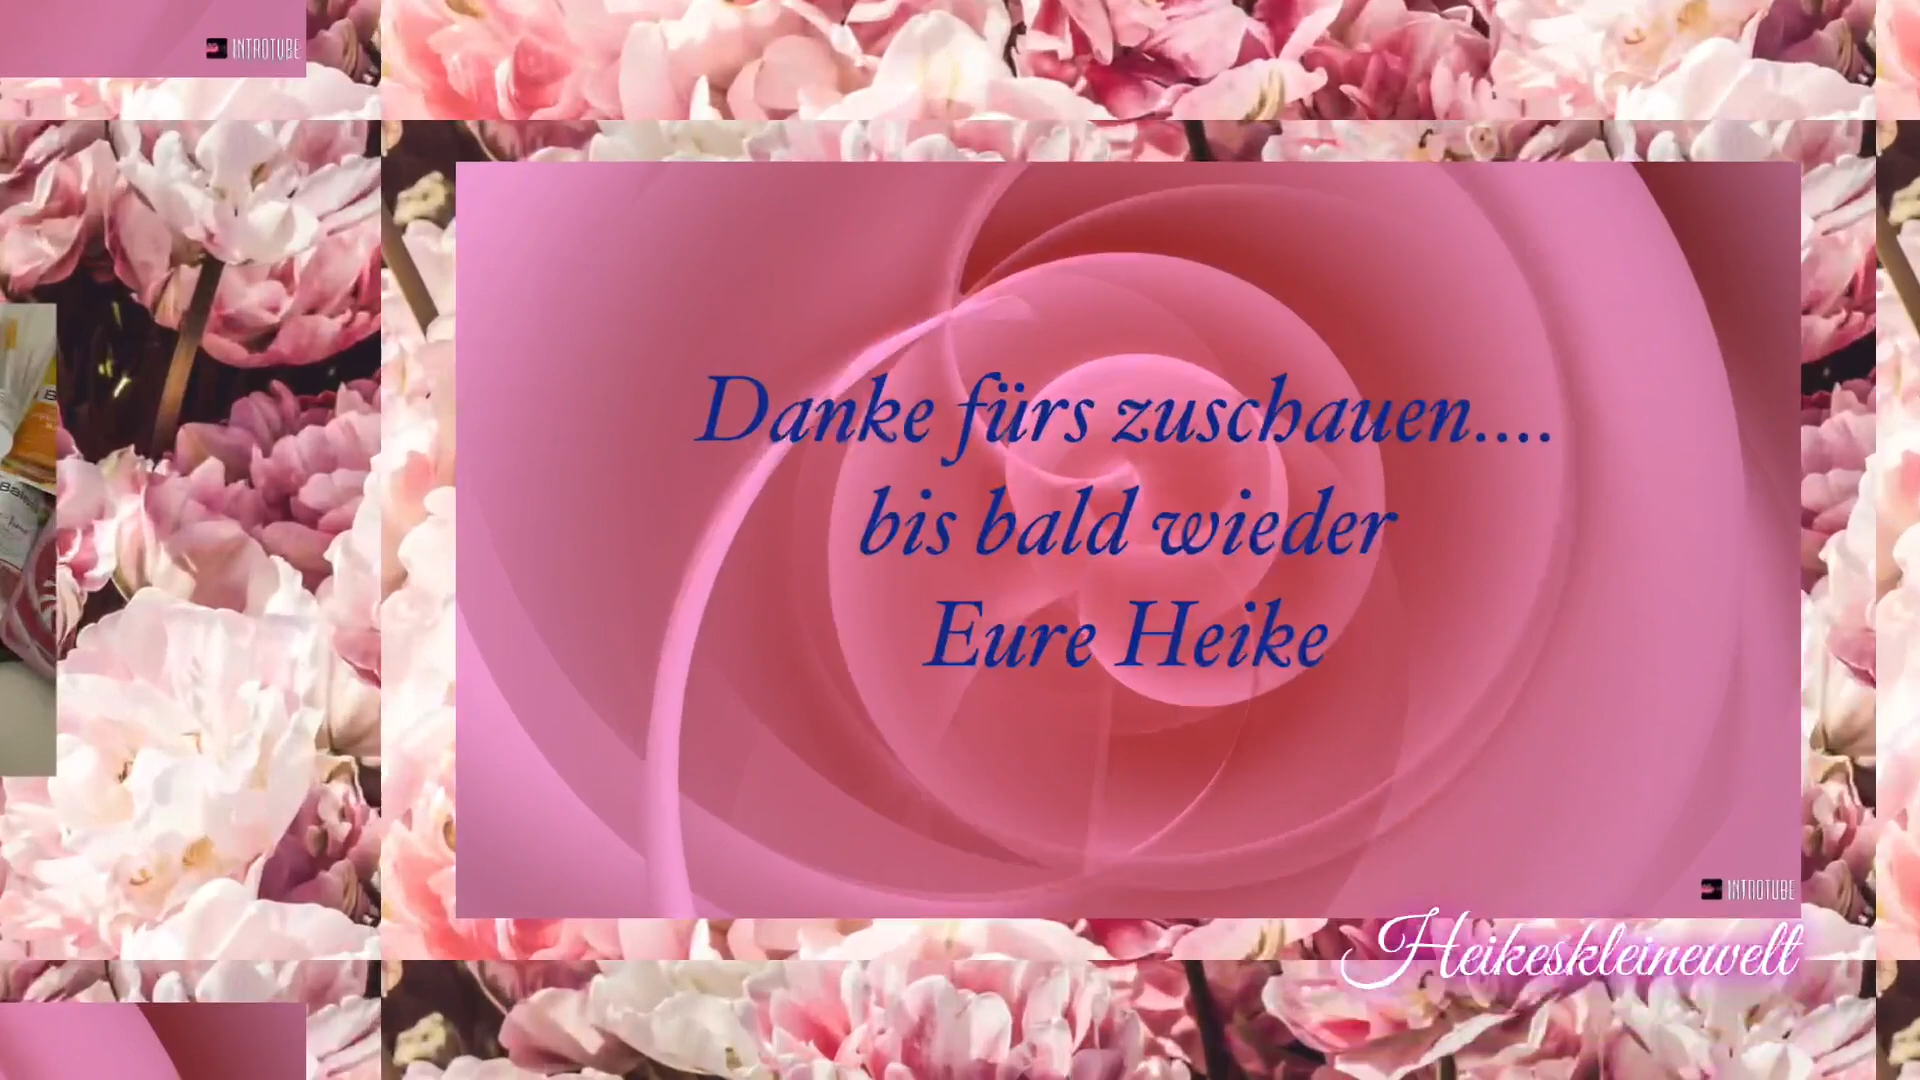 INTROTUBE
Danke fürs zuschauen....
bis bald wieder
Eure Heike
INTROTUBE
Heikeskleinewelt